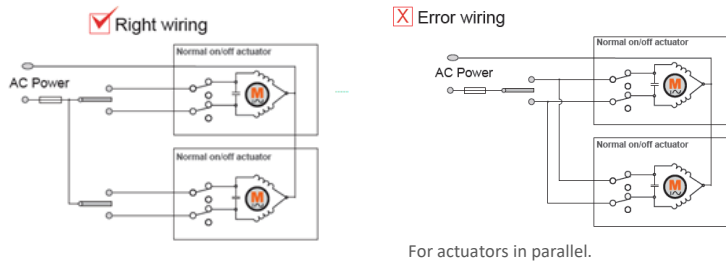 Right wiring
Normal on/off actuator
AC Power
M
Normal on/off actuator
M
X Error wiring
Normal on/off actuator
AC Power
M
Normal on/off actuator
M
For actuators in parallel.